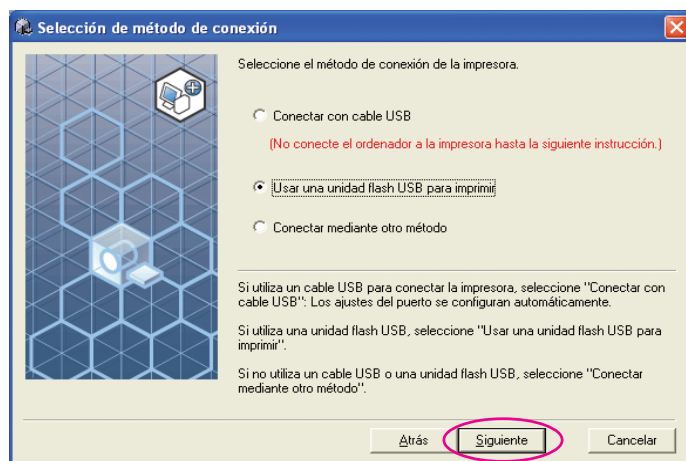 Selección de método de conexión
Seleccione el método de conexión de la impresora.
Conectar con cable USB
(No conecte el ordenador a la impresora hasta la siguiente instrucción.)
Usar una unidad flash USB para imprimir
Conectar mediante otro método
Si utiliza un cable USB para conectar la impresora, seleccione "Conectar con
cable USB": Los ajustes del puerto se configuran automáticamente.
Si utiliza una unidad flash USB, seleccione "Usar una unidad flash USB para
imprimir".
Si no utiliza un cable USB o una unidad flash USB, seleccione "Conectar
mediante otro método".
Atrás Siguiente Cancelar